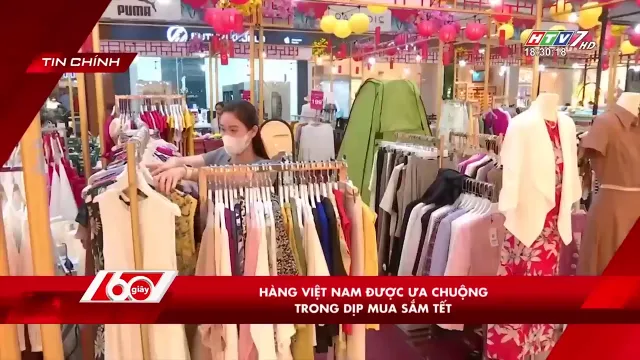 PUMA
HTV7 HD
18:30:18
TIN CHÍNH
60 giây
HÀNG VIỆT NAM ĐƯỢC ƯA CHUỘNG
TRONG DỊP MUA SẮM TẾT